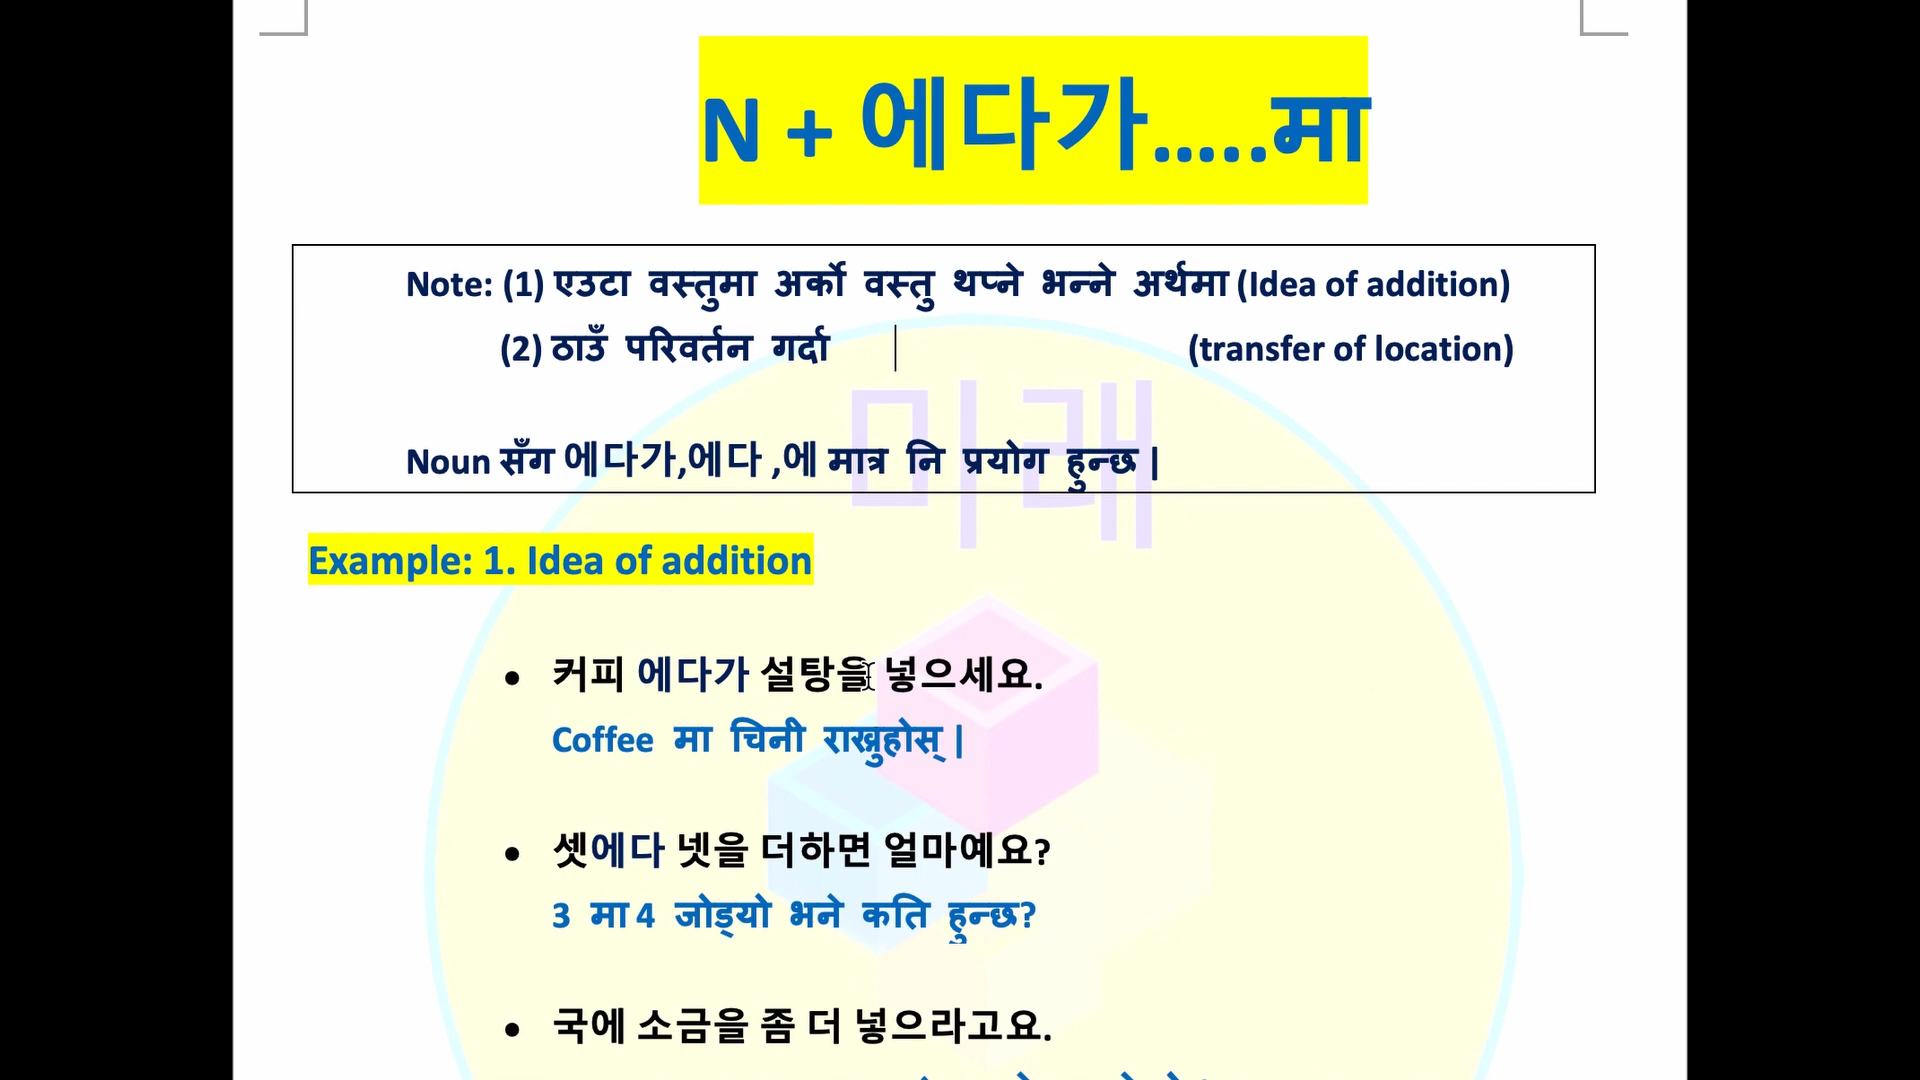 N + 에다가.....मा
Note: (1) एउटा वस्तुमा अर्को वस्तु थप्ने भन्ने अर्थमा (Idea of addition)
(2) ठाउँ परिवर्तन गर्दा (transfer of location)
미래
Noun सँग 에다가,에다 ,에 मात्र नि प्रयोग हुन्छ |
Example: 1. Idea of addition
• 커피 에다가 설탕을 넣으세요.
Coffee मा चिनी राख्नुहोस् |
• 셋에다 넷을 더하면 얼마예요?
3 मा 4 जोड्यो भने कति हुन्छ?
• 국에 소금을 좀 더 넣으라고요.